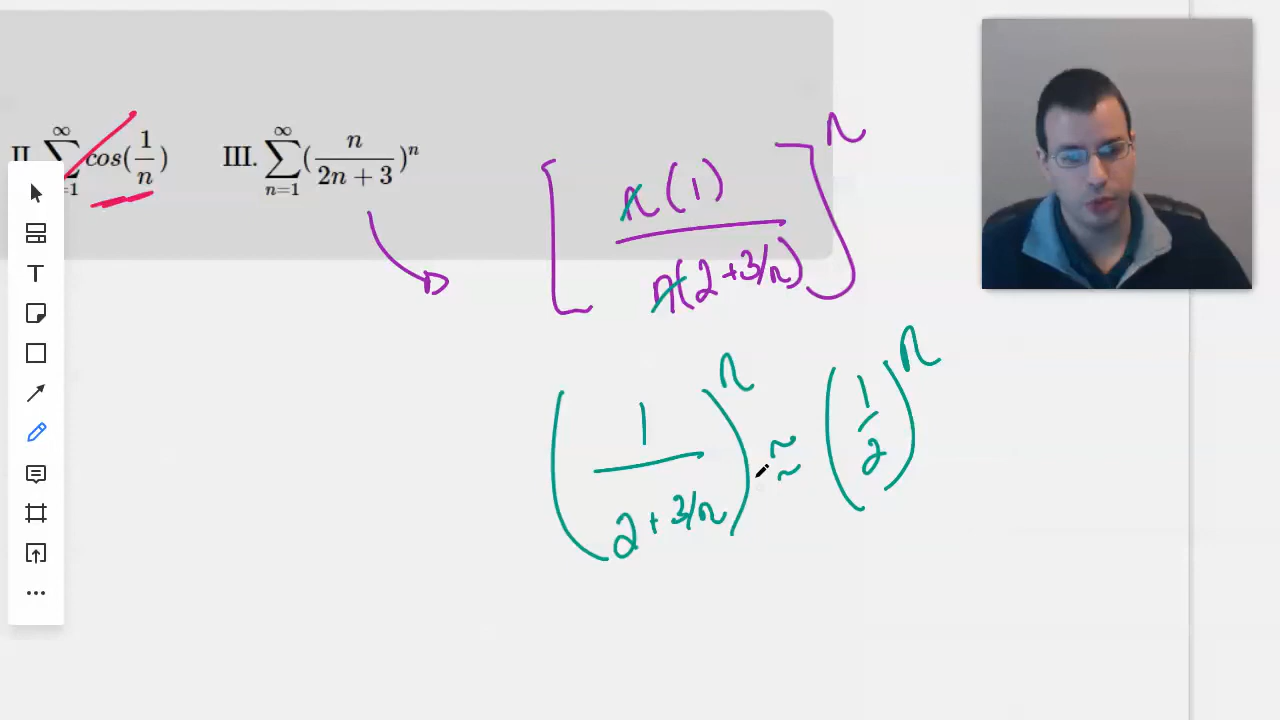 II. ∞ ∑ =1 cos(1/n) III. ∞ ∑ n=1 (n/(2n + 3))^n
[n(1)/n(2+3/n)]^n
(1/(2+3/n))^n ≈ (1/2)^n
T